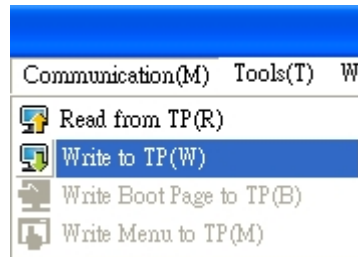 Communication(M) Tools(T) W
Read from TP(R)
Write to TP(W)
Write Boot Page to TP(B)
Write Menu to TP(M)